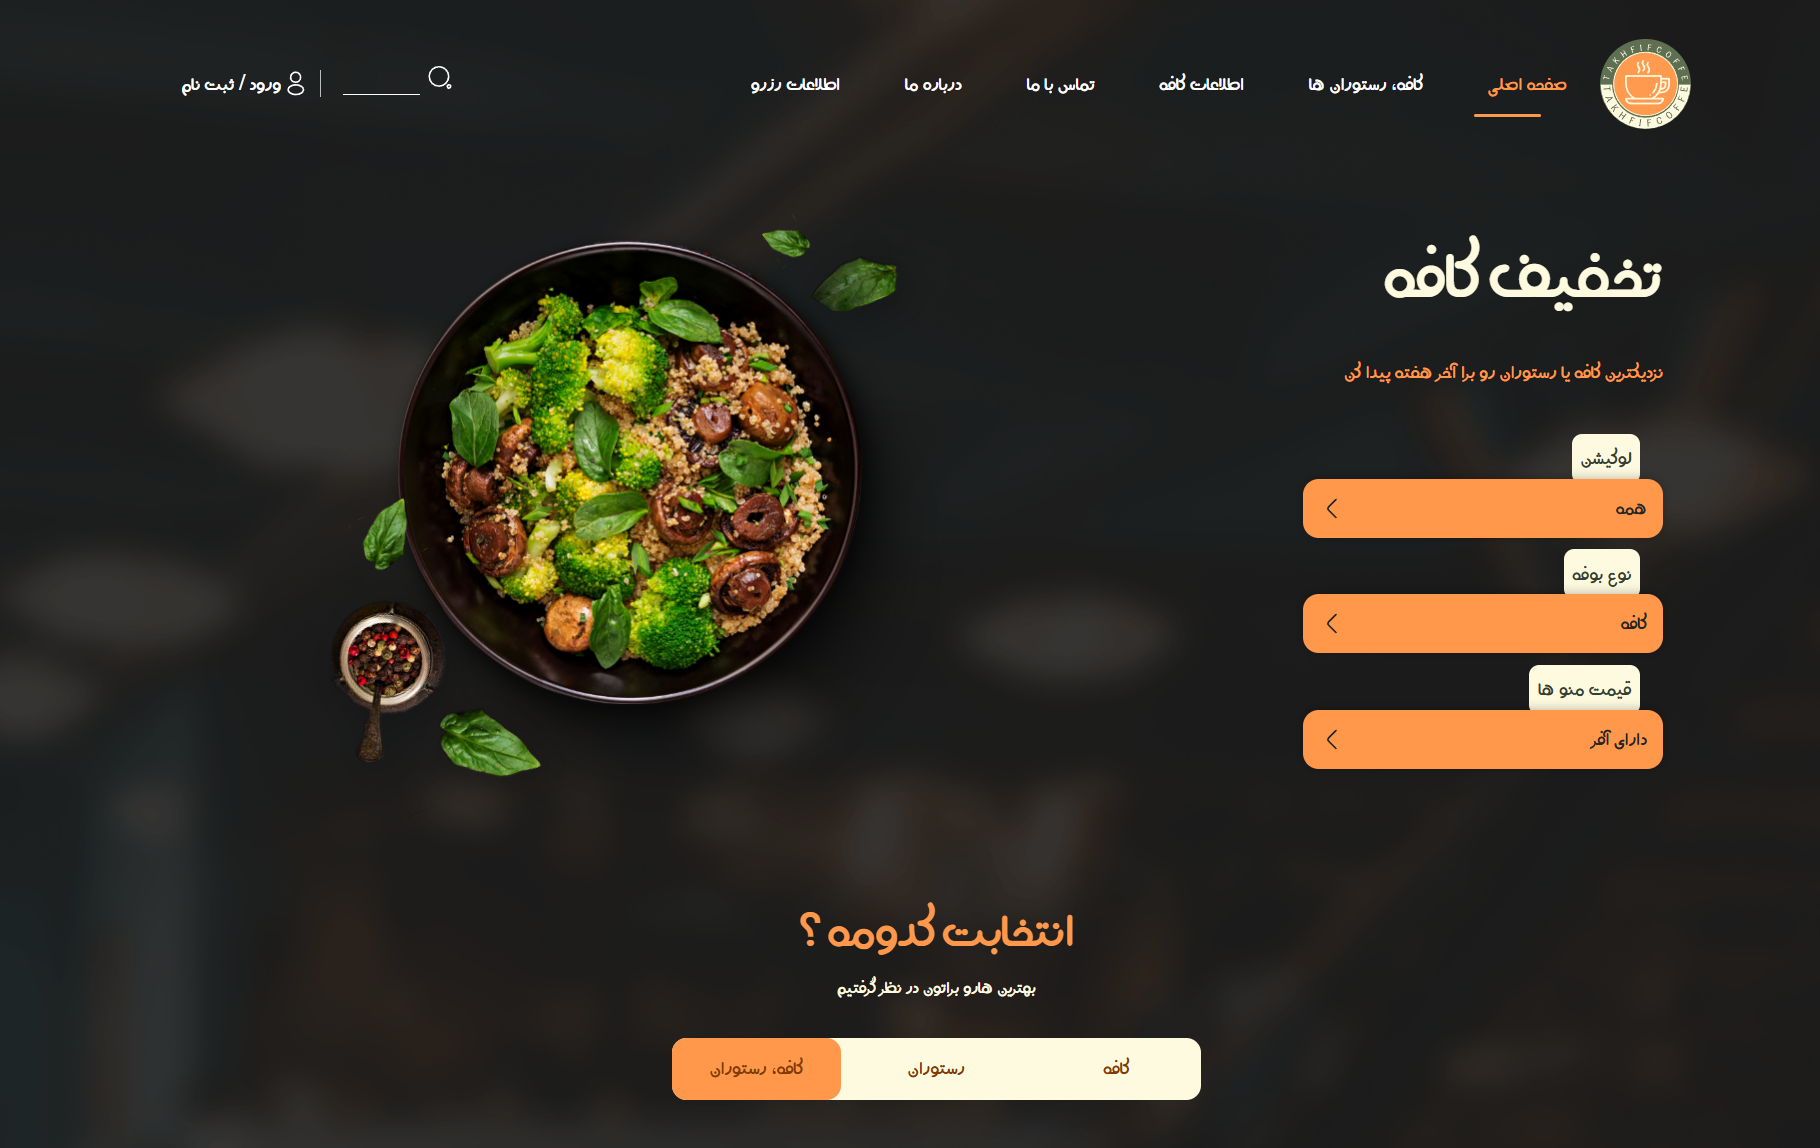 TAKHFIFCOFFE
TAKHFIFCOFFE
صفحه اصلی
کافه، رستوران ها
اطلاعات کافه
تماس با ما
درباره ما
اطلاعات رزرو
ورود / ثبت نام
تخفیف کافه
نزدیکترین کافه یا رستوران رو برا آخر هفته پیدا کن
لوکیشن
همه
نوع بوفه
کافه
قیمت منو ها
دارای آفر
انتخابت کدومه ؟
بهترین هارو براتون در نظر گرفتیم
کافه
رستوران
کافه، رستوران